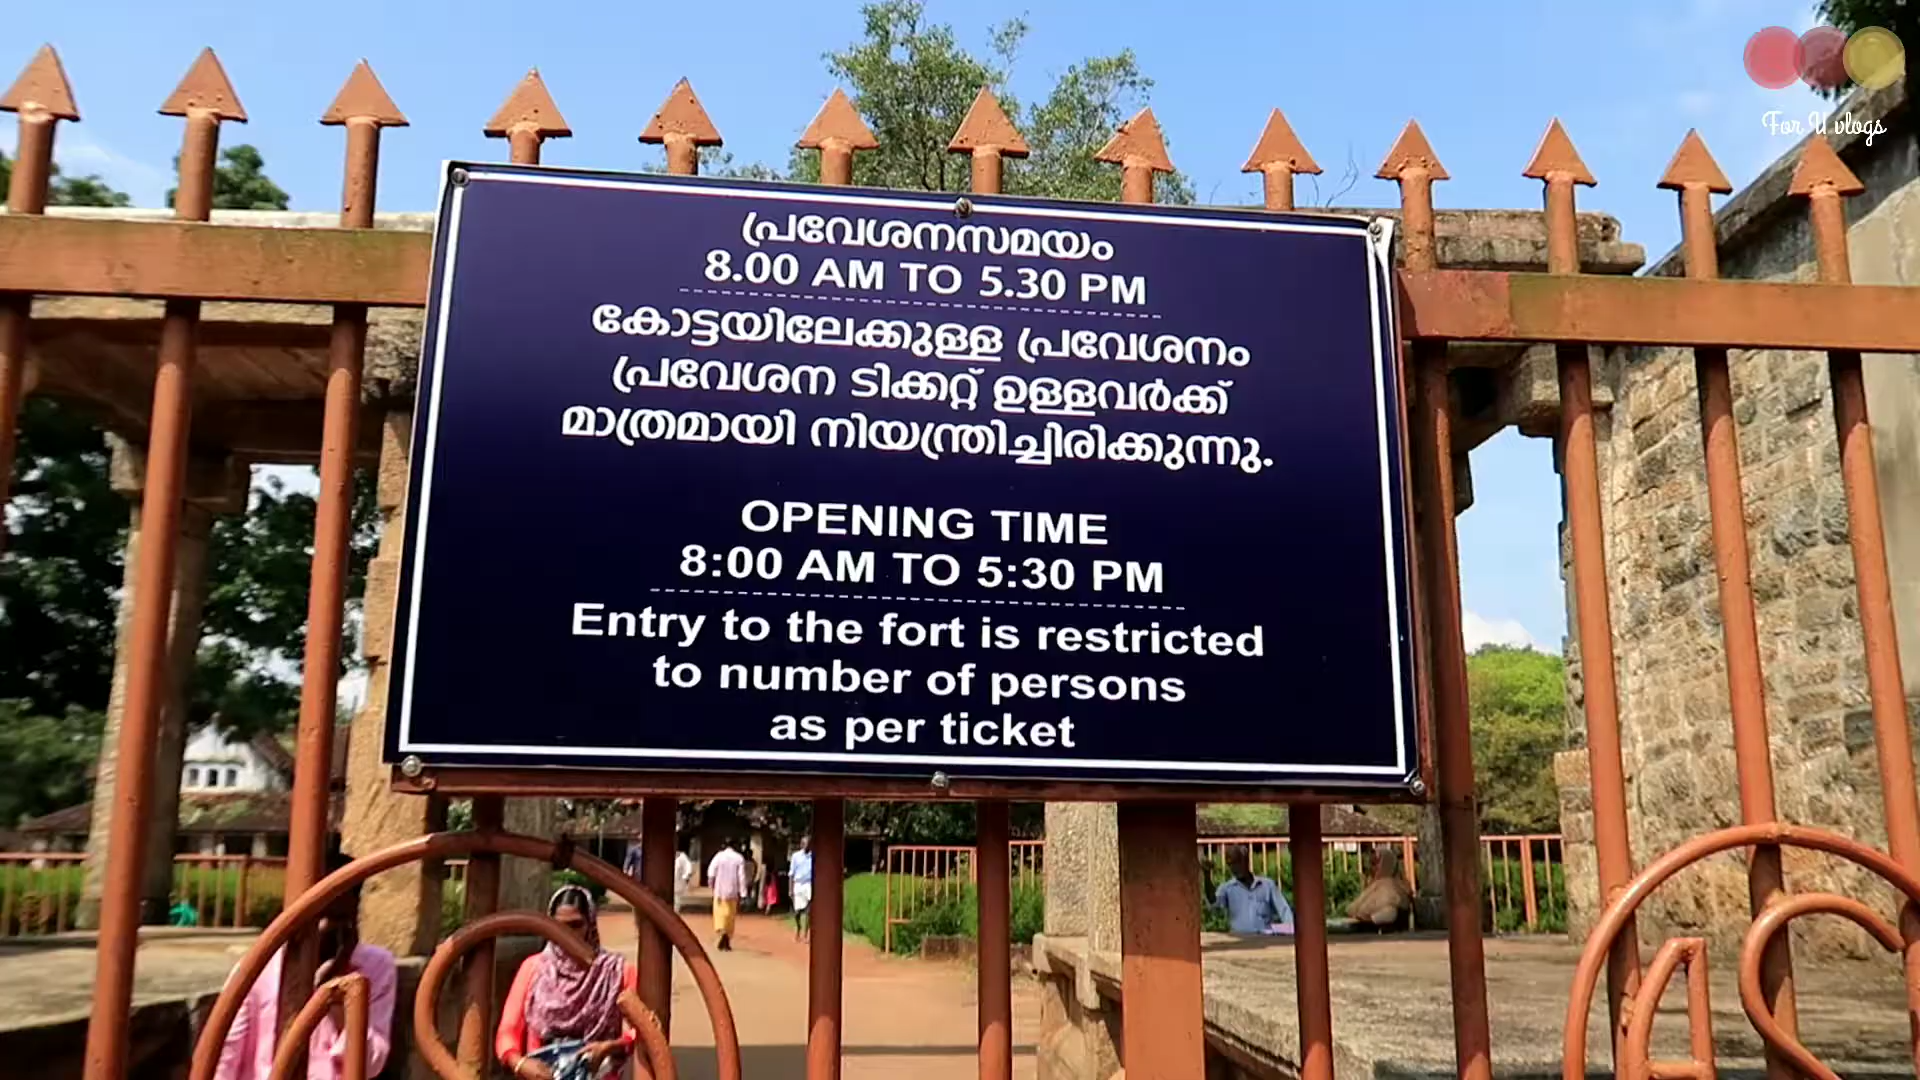 For U vlogs
പ്രവേശനസമയം
8.00 AM TO 5.30 PM
കോട്ടയിലേക്കുള്ള പ്രവേശനം
പ്രവേശന ടിക്കറ്റ് ഉള്ളവർക്ക്
മാത്രമായി നിയന്ത്രിച്ചിരിക്കുന്നു.
OPENING TIME
8:00 AM TO 5:30 PM
Entry to the fort is restricted
to number of persons
as per ticket